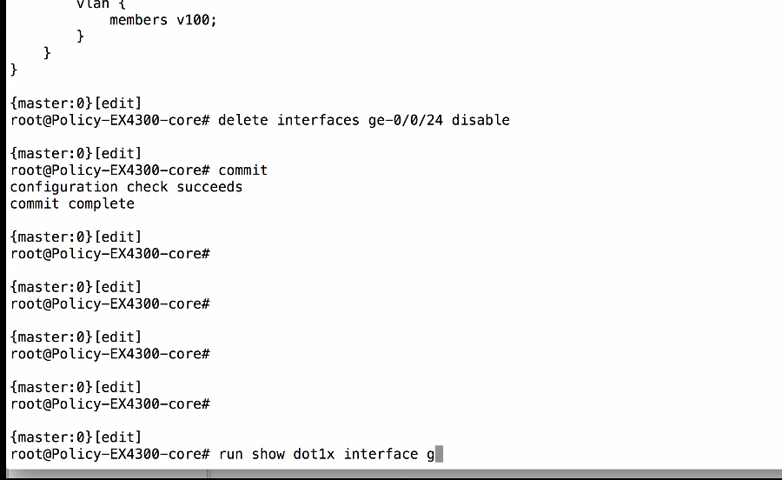 vlan {
members v100;
}
}
}
{master:0}[edit]
root@Policy-EX4300-core# delete interfaces ge-0/0/24 disable
{master:0}[edit]
root@Policy-EX4300-core# commit
configuration check succeeds
commit complete
{master:0}[edit]
root@Policy-EX4300-core#
{master:0}[edit]
root@Policy-EX4300-core#
{master:0}[edit]
root@Policy-EX4300-core#
{master:0}[edit]
root@Policy-EX4300-core#
{master:0}[edit]
root@Policy-EX4300-core# run show dot1x interface g